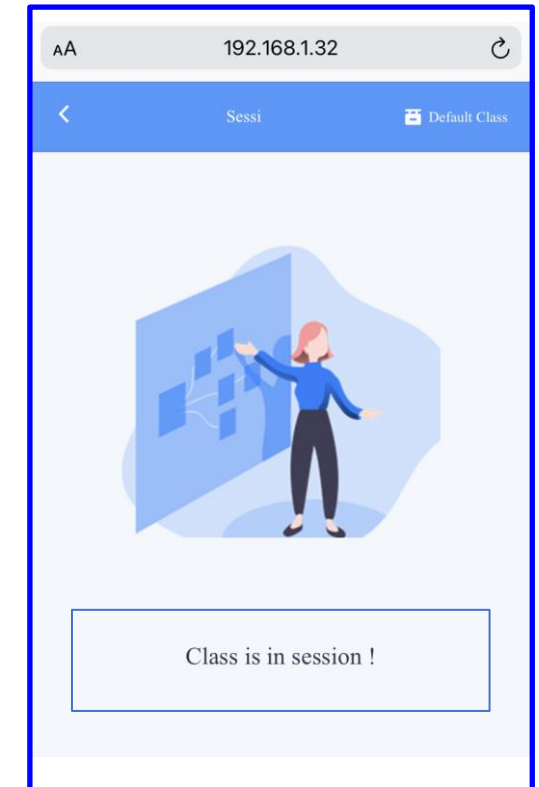 AA 192.168.1.32
Sessi Default Class
Class is in session !